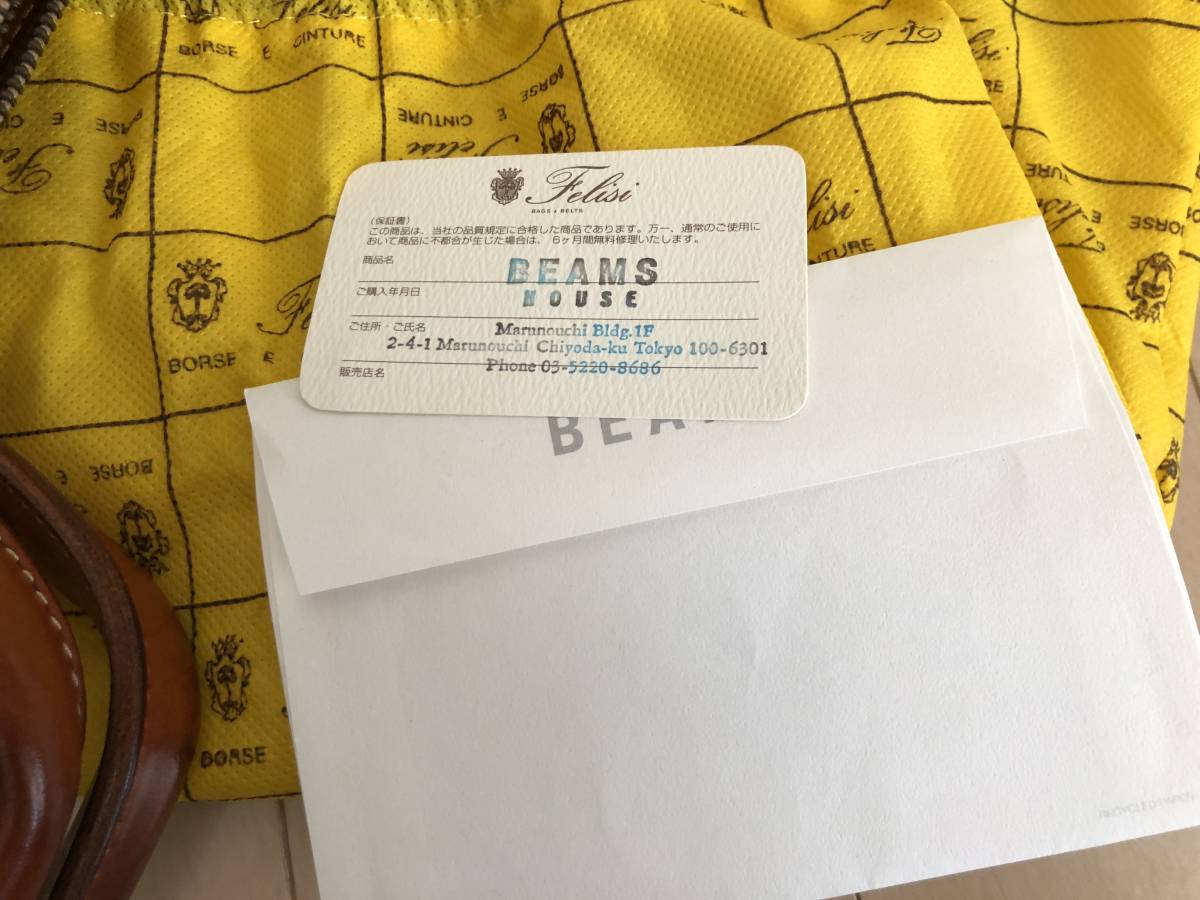 BORSE E CINTURE
BORSE E CINTURE
Felisi
Felisi
BORSE E
BORSE E
BORSE
Felisi
BAGS e BELTS
(保証書)
この商品は、当社の品質規定に合格した商品であります。万一、通常のご使用に
おいて商品に不都合が生じた場合は、6ヶ月間無料修理いたします。
商品名
BEAMS
HOUSE
ご購入年月日
ご住所・ご氏名
Marunouchi Bldg.1F
2-4-1 Marunouchi Chiyoda-ku Tokyo 100-6301
販売店名
Phone 03-5220-8686
BEA
RECYCLED PAPER